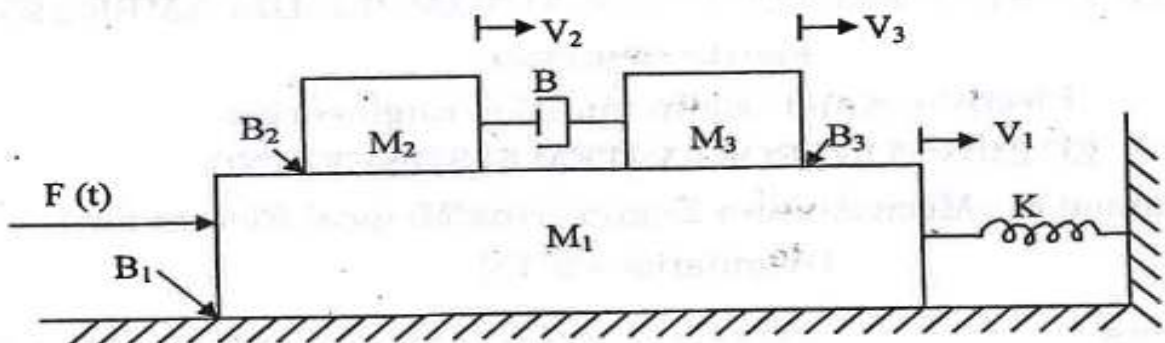 V₂ V₃
B
B₂ M₂ M₃ B₃ V₁
F (t)
M₁ K
B₁